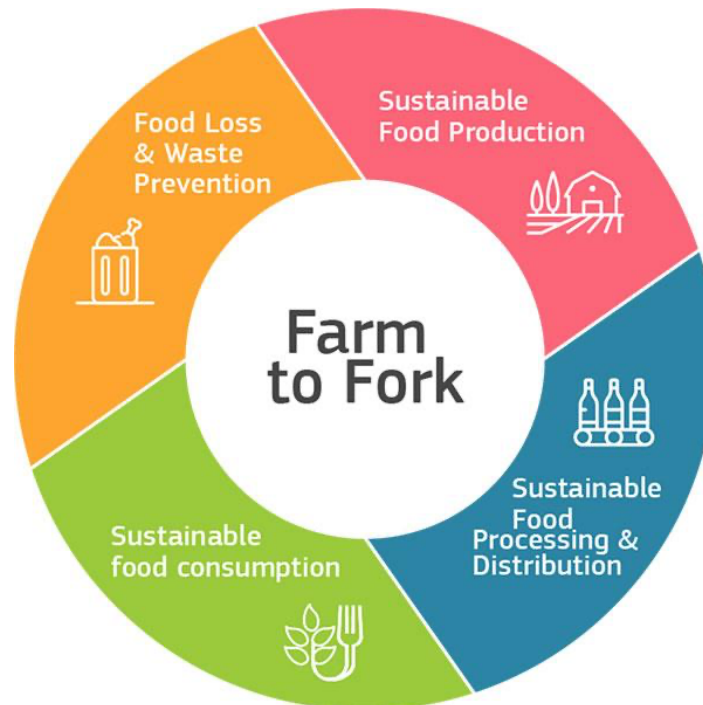 Food Loss
& Waste
Prevention
Sustainable
Food Production
Farm
to Fork
Sustainable
Food
Processing &
Distribution
Sustainable
food consumption